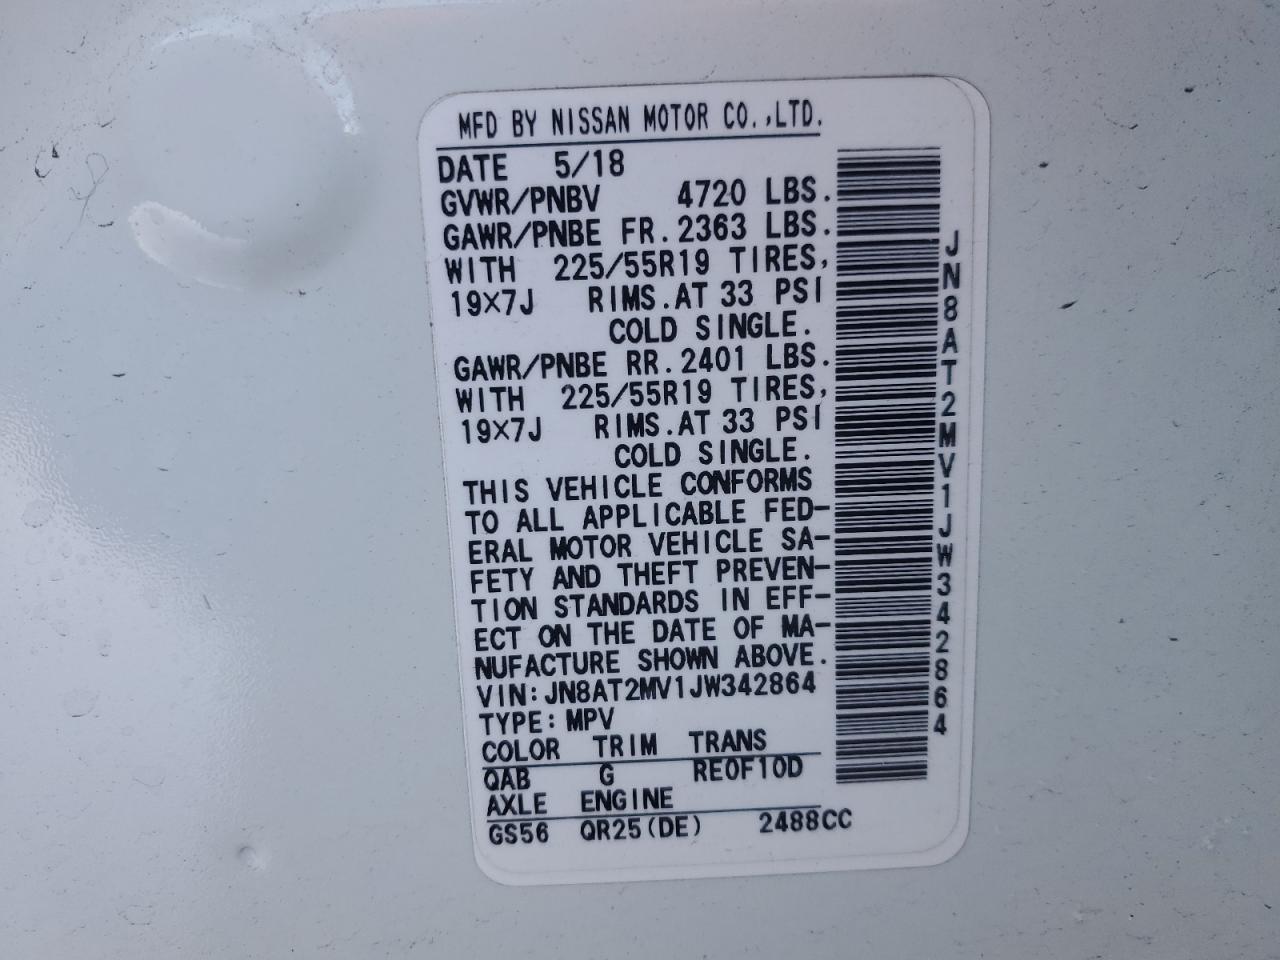 MFD BY NISSAN MOTOR CO.,LTD.
DATE 5/18
GVWR/PNBV 4720 LBS.
GAWR/PNBE FR.2363 LBS.
WITH 225/55R19 TIRES,
19×7J RIMS.AT 33 PSI
COLD SINGLE.
GAWR/PNBE RR.2401 LBS.
WITH 225/55R19 TIRES,
19×7J RIMS.AT 33 PSI
COLD SINGLE.
THIS VEHICLE CONFORMS
TO ALL APPLICABLE FED-
ERAL MOTOR VEHICLE SA-
FETY AND THEFT PREVEN-
TION STANDARDS IN EFF-
ECT ON THE DATE OF MA-
NUFACTURE SHOWN ABOVE.
VIN:JN8AT2MV1JW342864
TYPE:MPV
COLOR TRIM TRANS
QAB G RE0F10D
AXLE ENGINE
GS56 QR25(DE) 2488CC
JN8AT2MV1JW342864